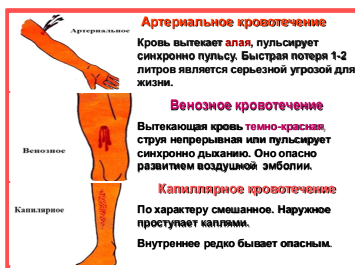 Артериальное кровотечение
Артериальное
Кровь вытекает алая, пульсирует
синхронно пульсу. Быстрая потеря 1-2
литров является серьезной угрозой для
жизни.
Венозное кровотечение
Венозное
Вытекающая кровь темно-красная,
струя непрерывная или пульсирует
синхронно дыханию. Оно опасно
развитием воздушной эмболии.
Капиллярное кровотечение
Капиллярное
По характеру смешанное. Наружное
проступает каплями.
Внутреннее редко бывает опасным.